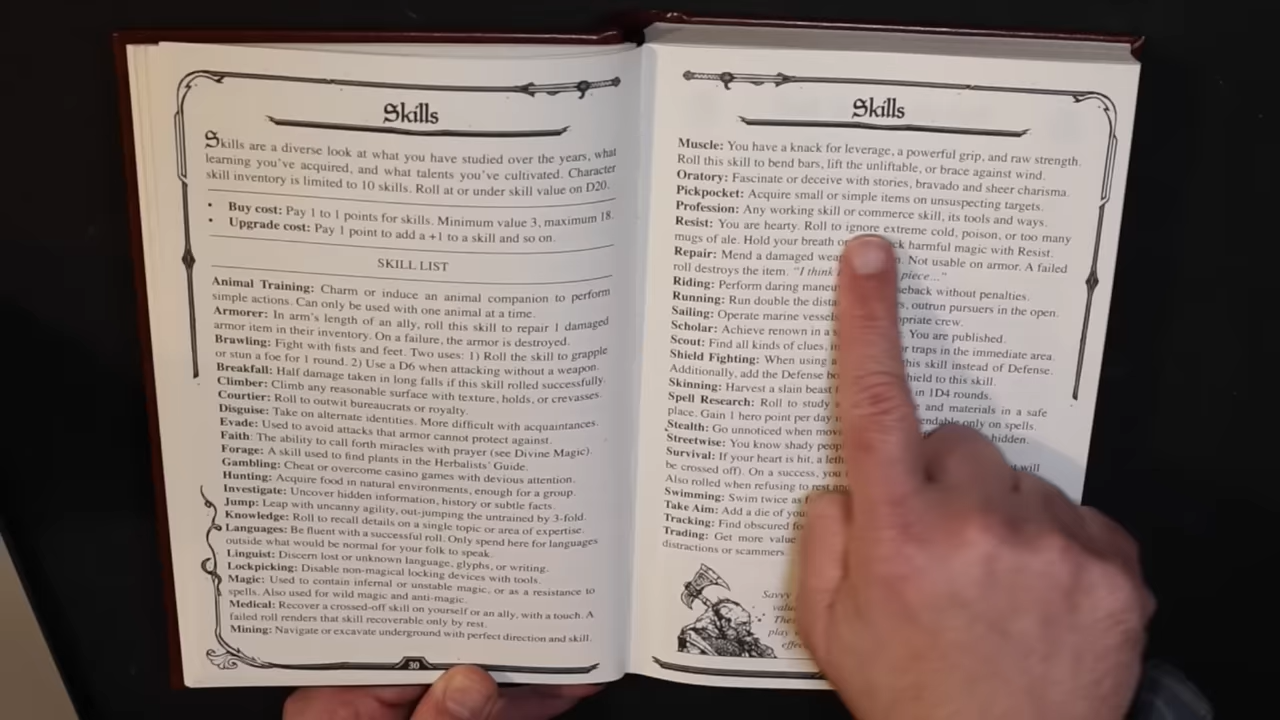 Skills
Skills are a diverse look at what you have studied over the years, what
learning you've acquired, and what talents you've cultivated. Character
skill inventory is limited to 10 skills. Roll at or under skill value on D20.
• Buy cost: Pay 1 to 1 points for skills. Minimum value 3, maximum 18.
• Upgrade cost: Pay 1 point to add a +1 to a skill and so on.
SKILL LIST
Animal Training: Charm or induce an animal companion to perform
simple actions. Can only be used with one animal at a time.
Armorer: In arm's length of an ally, roll this skill to repair 1 damaged
armor item in their inventory. On a failure, the armor is destroyed.
Brawling: Fight with fists and feet. Two uses: 1) Roll the skill to grapple
or stun a foe for 1 round. 2) Use a D6 when attacking without a weapon.
Breakfall: Half damage taken in long falls if this skill rolled successfully.
Climber: Climb any reasonable surface with texture, holds, or crevasses.
Courtier: Roll to outwit bureaucrats or royalty.
Disguise: Take on alternate identities. More difficult with acquaintances.
Evade: Used to avoid attacks that armor cannot protect against.
Faith: The ability to call forth miracles with prayer (see Divine Magic).
Forage: A skill used to find plants in the Herbalists' Guide.
Gambling: Cheat or overcome casino games with devious attention.
Hunting: Acquire food in natural environments, enough for a group.
Investigate: Uncover hidden information, history or subtle facts.
Jump: Leap with uncanny agility, out-jumping the untrained by 3-fold.
Knowledge: Roll to recall details on a single topic or area of expertise.
Languages: Be fluent with a successful roll. Only spend here for languages
outside what would be normal for your folk to speak.
Linguist: Discern lost or unknown language, glyphs, or writing.
Lockpicking: Disable non-magical locking devices with tools.
Magic: Used to contain infernal or unstable magic, or as a resistance to
spells. Also used for wild magic and anti-magic.
Medical: Recover a crossed-off skill on yourself or an ally, with a touch. A
failed roll renders that skill recoverable only by rest.
Mining: Navigate or excavate underground with perfect direction and skill.
30
Skills
Muscle: You have a knack for leverage, a powerful grip, and raw strength.
Roll this skill to bend bars, lift the unliftable, or brace against wind.
Oratory: Fascinate or deceive with stories, bravado and sheer charisma.
Pickpocket: Acquire small or simple items on unsuspecting targets.
Profession: Any working skill or commerce skill, its tools and ways.
Resist: You are hearty. Roll to ignore extreme cold, poison, or too many
mugs of ale. Hold your breath or harmful magic with Resist.
Repair: Mend a damaged Not usable on armor. A failed
roll destroys the item. "I think piece..."
Riding: Perform daring without penalties.
Running: Run double the outrun pursuers in the open.
Sailing: Operate marine vessels crew.
Scholar: Achieve renown in a You are published.
Scout: Find all kinds of clues, or traps in the immediate area.
Shield Fighting: When using a this skill instead of Defense.
Additionally, add the Defense to this skill.
Skinning: Harvest a slain beast in 1D4 rounds.
Spell Research: Roll to study and materials in a safe
place. Gain 1 hero point per day only on spells.
Stealth: Go unnoticed when hidden.
Streetwise: You know shady
Survival: If your heart is hit, a will
be crossed off). On a success, you
Also rolled when refusing to rest
Swimming: Swim twice as
Take Aim: Add a die of
Tracking: Find obscured
Trading: Get more value
distractions or scammers.
Savvy
play